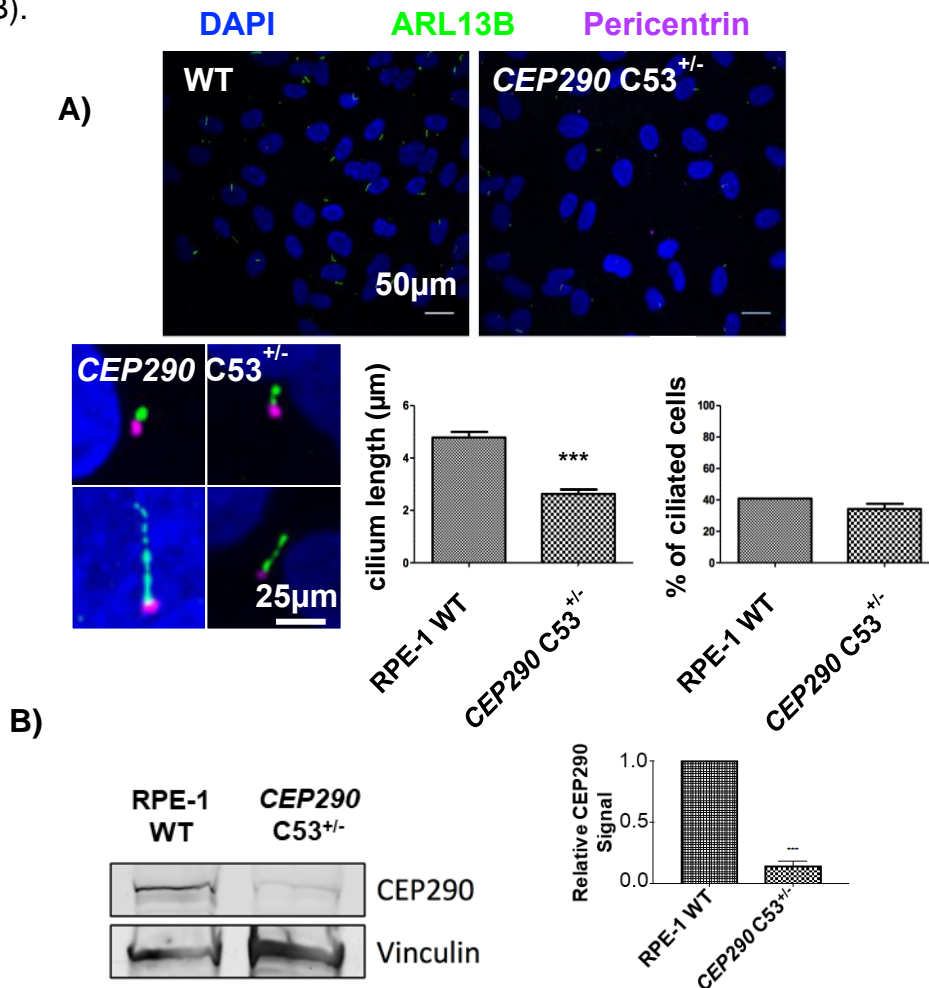 3).
DAPI ARL13B Pericentrin
A)
WT
CEP290 C53+/-
50µm
CEP290 C53+/-
25µm
cilium length (µm)
6
4
2
0
***
RPE-1 WT
CEP290 C53+/-
% of ciliated cells
100
80
60
40
20
0
RPE-1 WT
CEP290 C53+/-
B)
RPE-1
WT
CEP290
C53+/-
CEP290
Vinculin
Relative CEP290
Signal
1.0
0.5
0.0
RPE-1 WT
CEP290 C53+/-